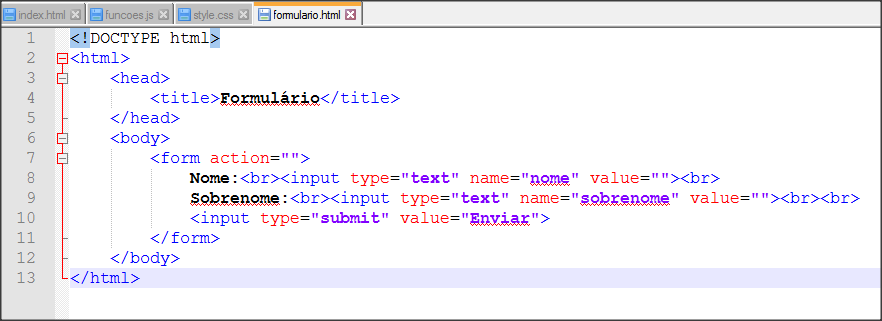 index.html funcoes.js style.css formulario.html
1 <!DOCTYPE html>
2 <html>
3 <head>
4 <title>Formulário</title>
5 </head>
6 <body>
7 <form action="">
8 Nome:<br><input type="text" name="nome" value=""><br>
9 Sobrenome:<br><input type="text" name="sobrenome" value=""><br><br>
10 <input type="submit" value="Enviar">
11 </form>
12 </body>
13 </html>